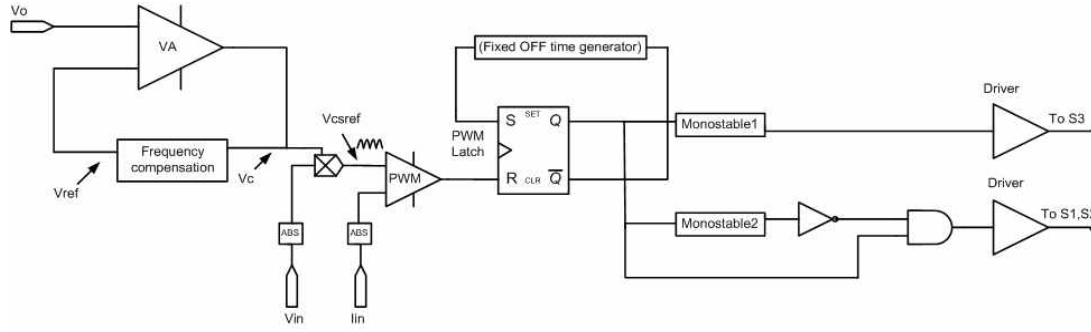 Vo
VA
(Fixed OFF time generator)
Driver
To S3
Vcsref
PWM
Latch
S
SET
Q
Monostable1
Frequency
compensation
Vref
Vc
PWM
R
CLR
Q
Driver
To S1,S2
ABS
ABS
Monostable2
Vin
Iin